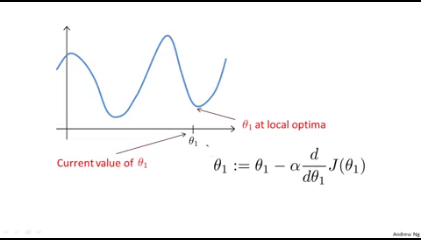 θ₁ at local optima
θ₁
Current value of θ₁
θ₁ := θ₁ − α d/dθ₁ J(θ₁)
Andrew Ng